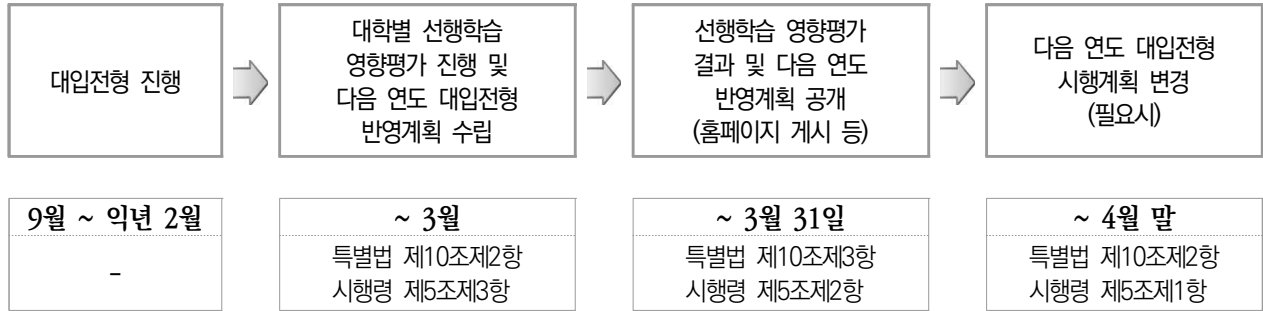 대입전형 진행
대학별 선행학습
영향평가 진행 및
다음 연도 대입전형
반영계획 수립
선행학습 영향평가
결과 및 다음 연도
반영계획 공개
(홈페이지 게시 등)
다음 연도 대입전형
시행계획 변경
(필요시)
9월 ~ 익년 2월
-
~ 3월
특별법 제10조제2항
시행령 제5조제3항
~ 3월 31일
특별법 제10조제3항
시행령 제5조제2항
~ 4월 말
특별법 제10조제2항
시행령 제5조제1항